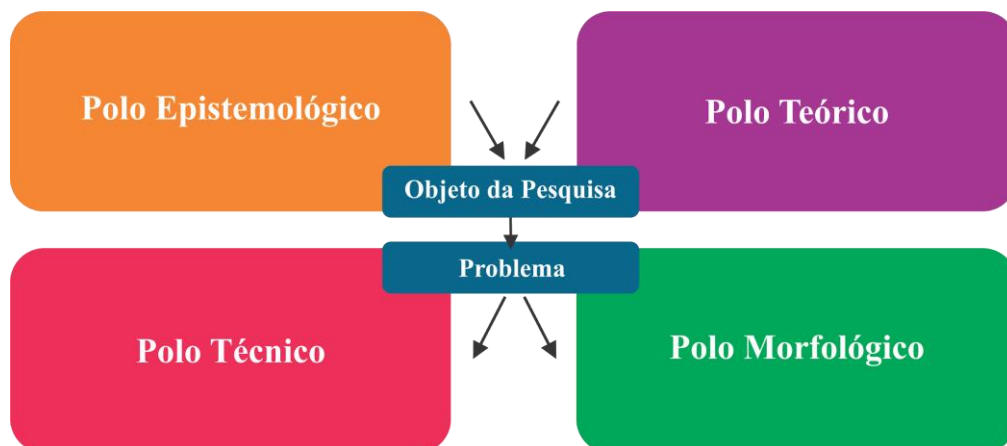 Polo Epistemológico
Polo Teórico
Objeto da Pesquisa
Problema
Polo Técnico
Polo Morfológico